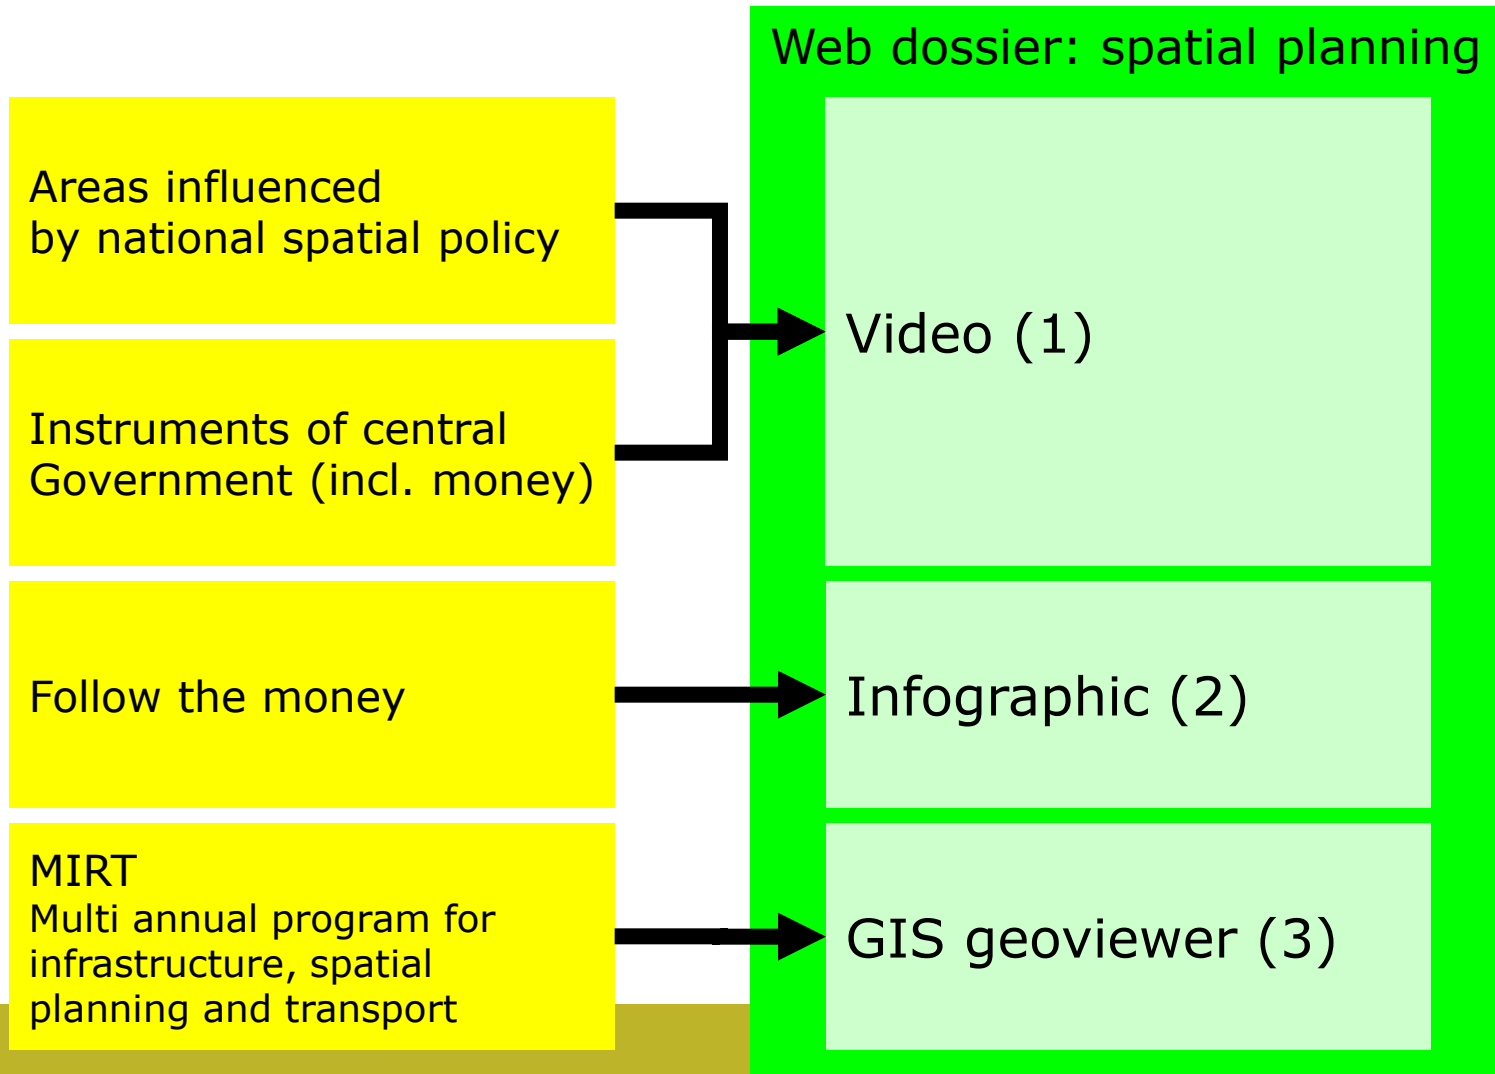 Web dossier: spatial planning
Areas influenced
by national spatial policy
Instruments of central
Government (incl. money)
Video (1)
Follow the money
Infographic (2)
MIRT
Multi annual program for
infrastructure, spatial
planning and transport
GIS geoviewer (3)